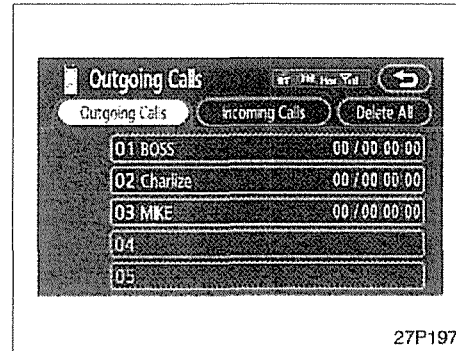 Outgoing Calls
Outgoing Calls Incoming Calls Delete All
01 BOSS 00 / 00 00 00
02 Charlize 00 / 00 00 00
03 MIKE 00 / 00 00 00
04
05
27P197